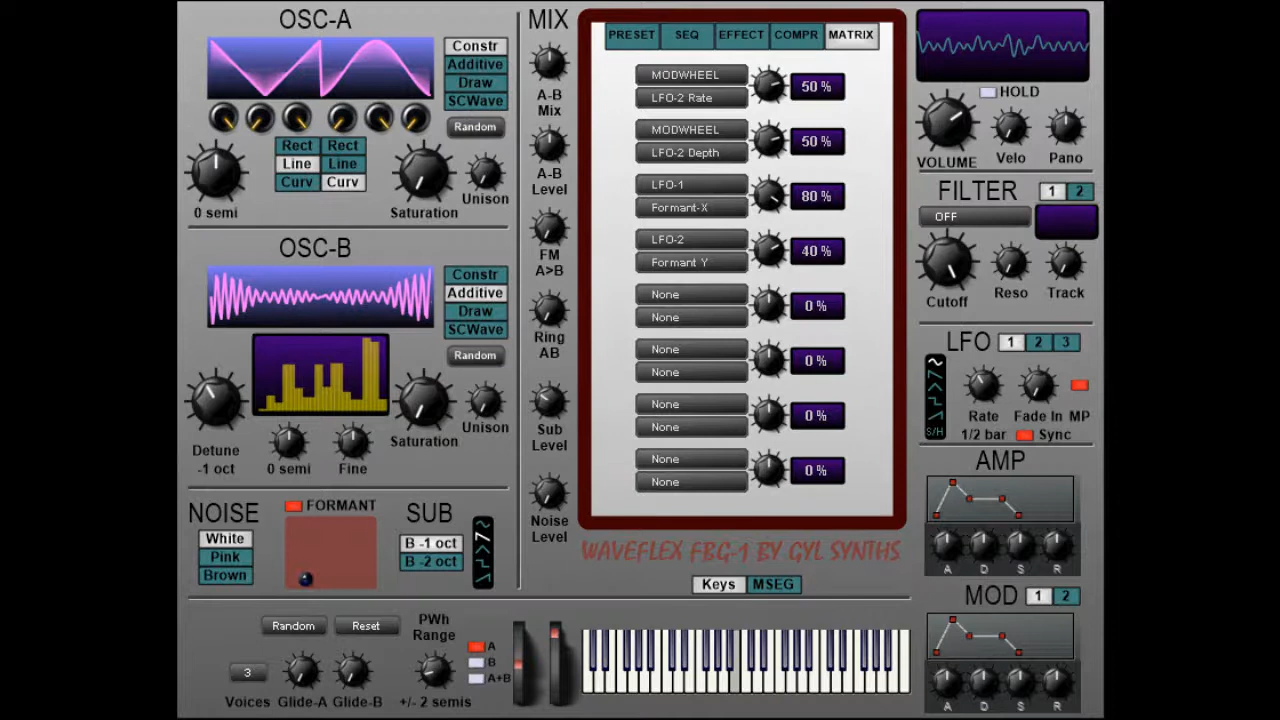 OSC-A
Constr
Additive
Draw
SCWave
Random
Rect Rect
Line Line
Curv Curv
0 semi
Saturation
Unison
OSC-B
Constr
Additive
Draw
SCWave
Random
Detune
-1 oct
0 semi
Fine
Saturation
Unison
NOISE
White
Pink
Brown
FORMANT
SUB
B -1 oct
B -2 oct
MIX
A-B
Mix
A-B
Level
FM
A>B
Ring
AB
Sub
Level
Noise
Level
PRESET SEQ EFFECT COMPR MATRIX
MODWHEEL
LFO-2 Rate
50 %
MODWHEEL
LFO-2 Depth
50 %
LFO-1
Formant-X
80 %
LFO-2
Formant Y
40 %
None
None
0 %
None
None
0 %
None
None
0 %
None
None
0 %
WAVEFLEX FBG-1 BY GYL SYNTHS
Keys MSEG
HOLD
VOLUME
Velo
Pano
FILTER 1 2
OFF
Cutoff
Reso
Track
LFO 1 2 3
S/H
Rate
Fade In
MP
1/2 bar
Sync
AMP
A D S R
MOD 1 2
A D S R
Random
Reset
PWh
Range
A
B
A+B
3
Voices
Glide-A
Glide-B
+/- 2 semis